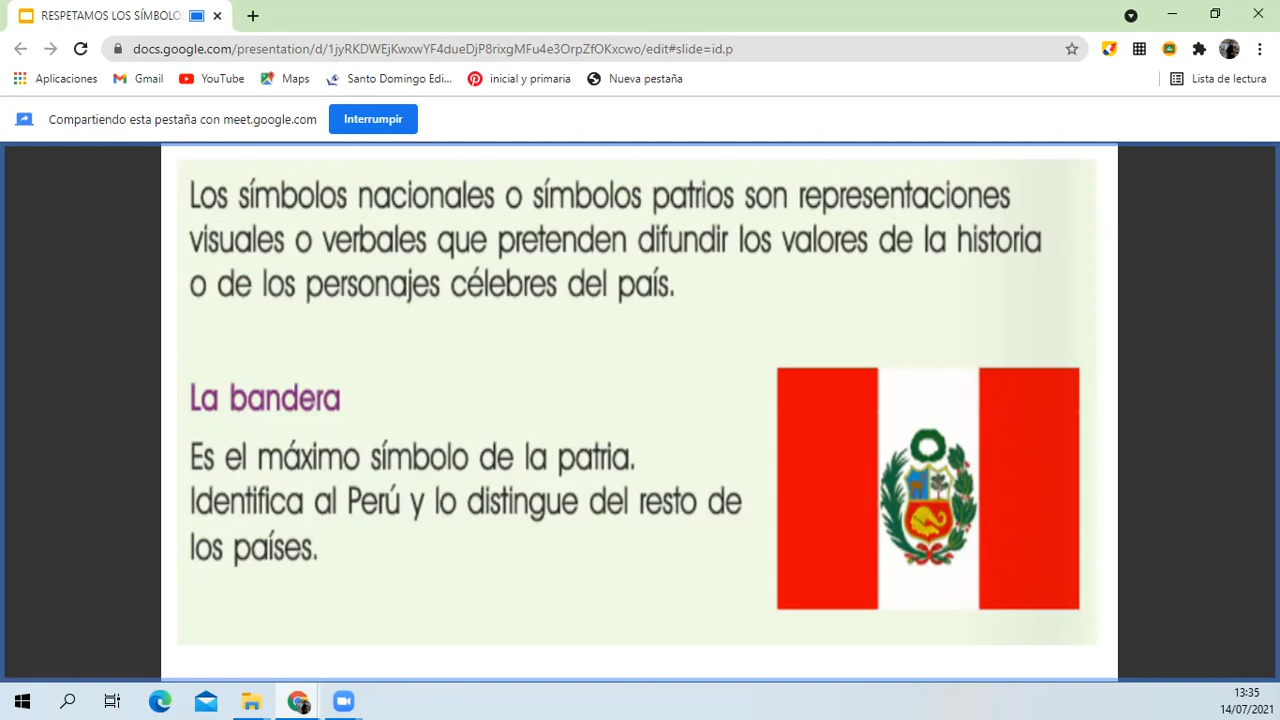 RESPETAMOS LOS SÍMBOLO
docs.google.com/presentation/d/1jyRKDWEjKwwYF4dueDjP8rixgMFu4e3OrpZfOKxcwo/edit#slide=id.p
Aplicaciones Gmail YouTube Maps Santo Domingo Edi... inicial y primaria Nueva pestaña Lista de lectura
Compartiendo esta pestaña con meet.google.com Interrumpir
Los símbolos nacionales o símbolos patrios son representaciones
visuales o verbales que pretenden difundir los valores de la historia
o de los personajes célebres del país.
La bandera
Es el máximo símbolo de la patria.
Identifica al Perú y lo distingue del resto de
los países.
13:35
14/07/2021